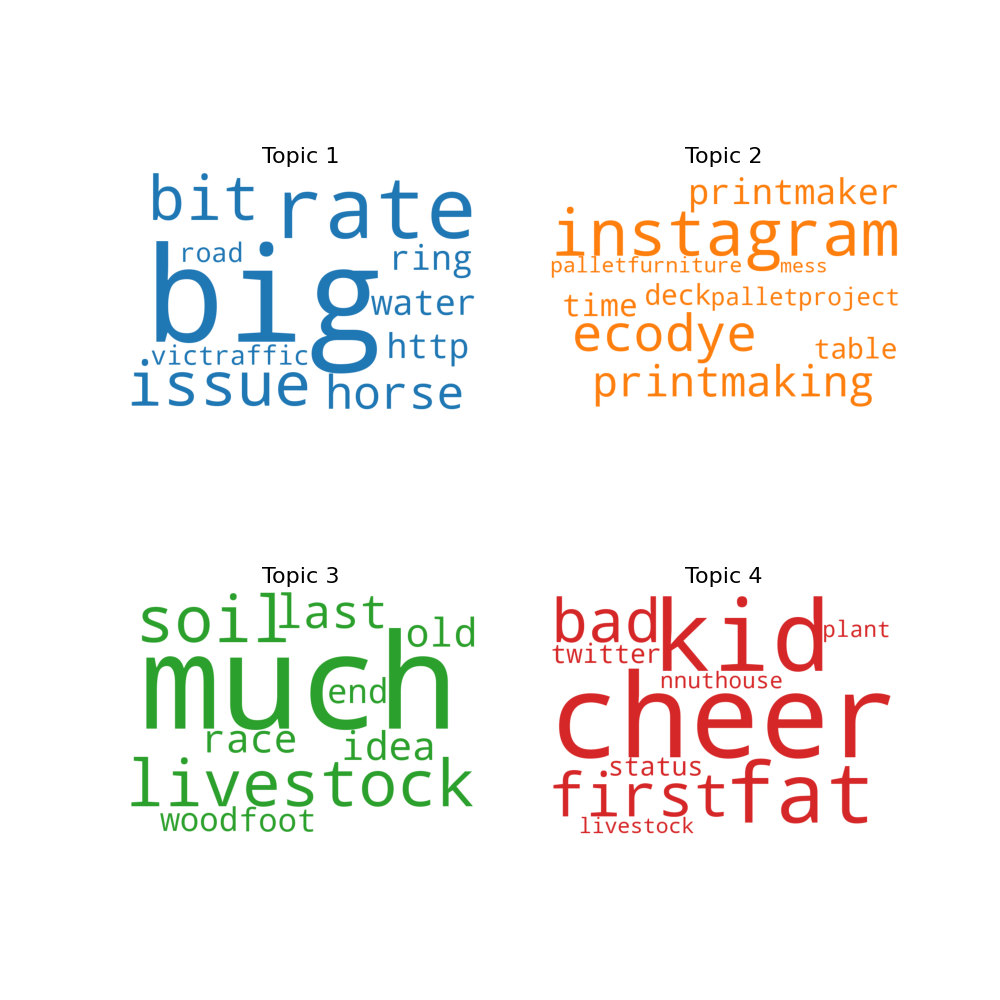 Topic 1
bit rate
road ring
big water
victraffic http
issue horse
Topic 2
printmaker
instagram
palletfurniture mess
time deck palletproject
ecodye table
printmaking
Topic 3
soil last old
much end
race idea
livestock
woodfoot
Topic 4
bad kid plant
twitter nnuthouse
cheer
status
first fat
livestock